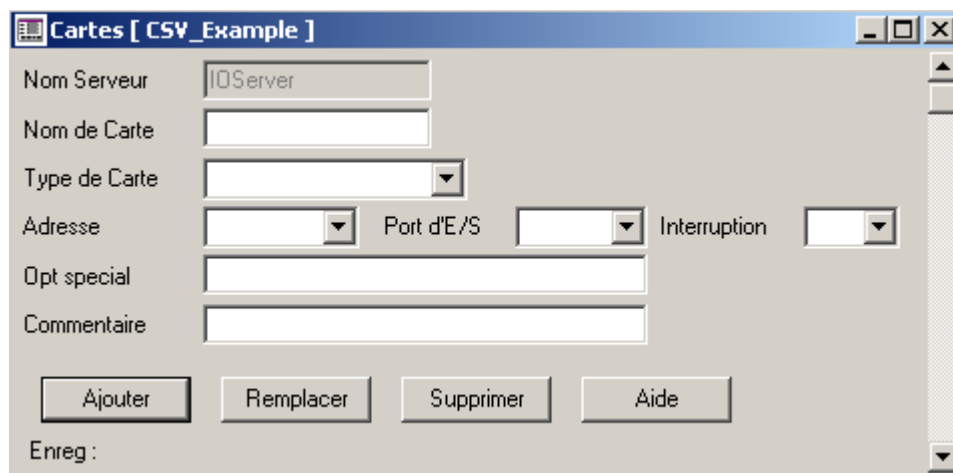 Cartes [ CSV_Example ]
Nom Serveur IOServer
Nom de Carte
Type de Carte
Adresse Port d'E/S Interruption
Opt special
Commentaire
Ajouter Remplacer Supprimer Aide
Enreg :